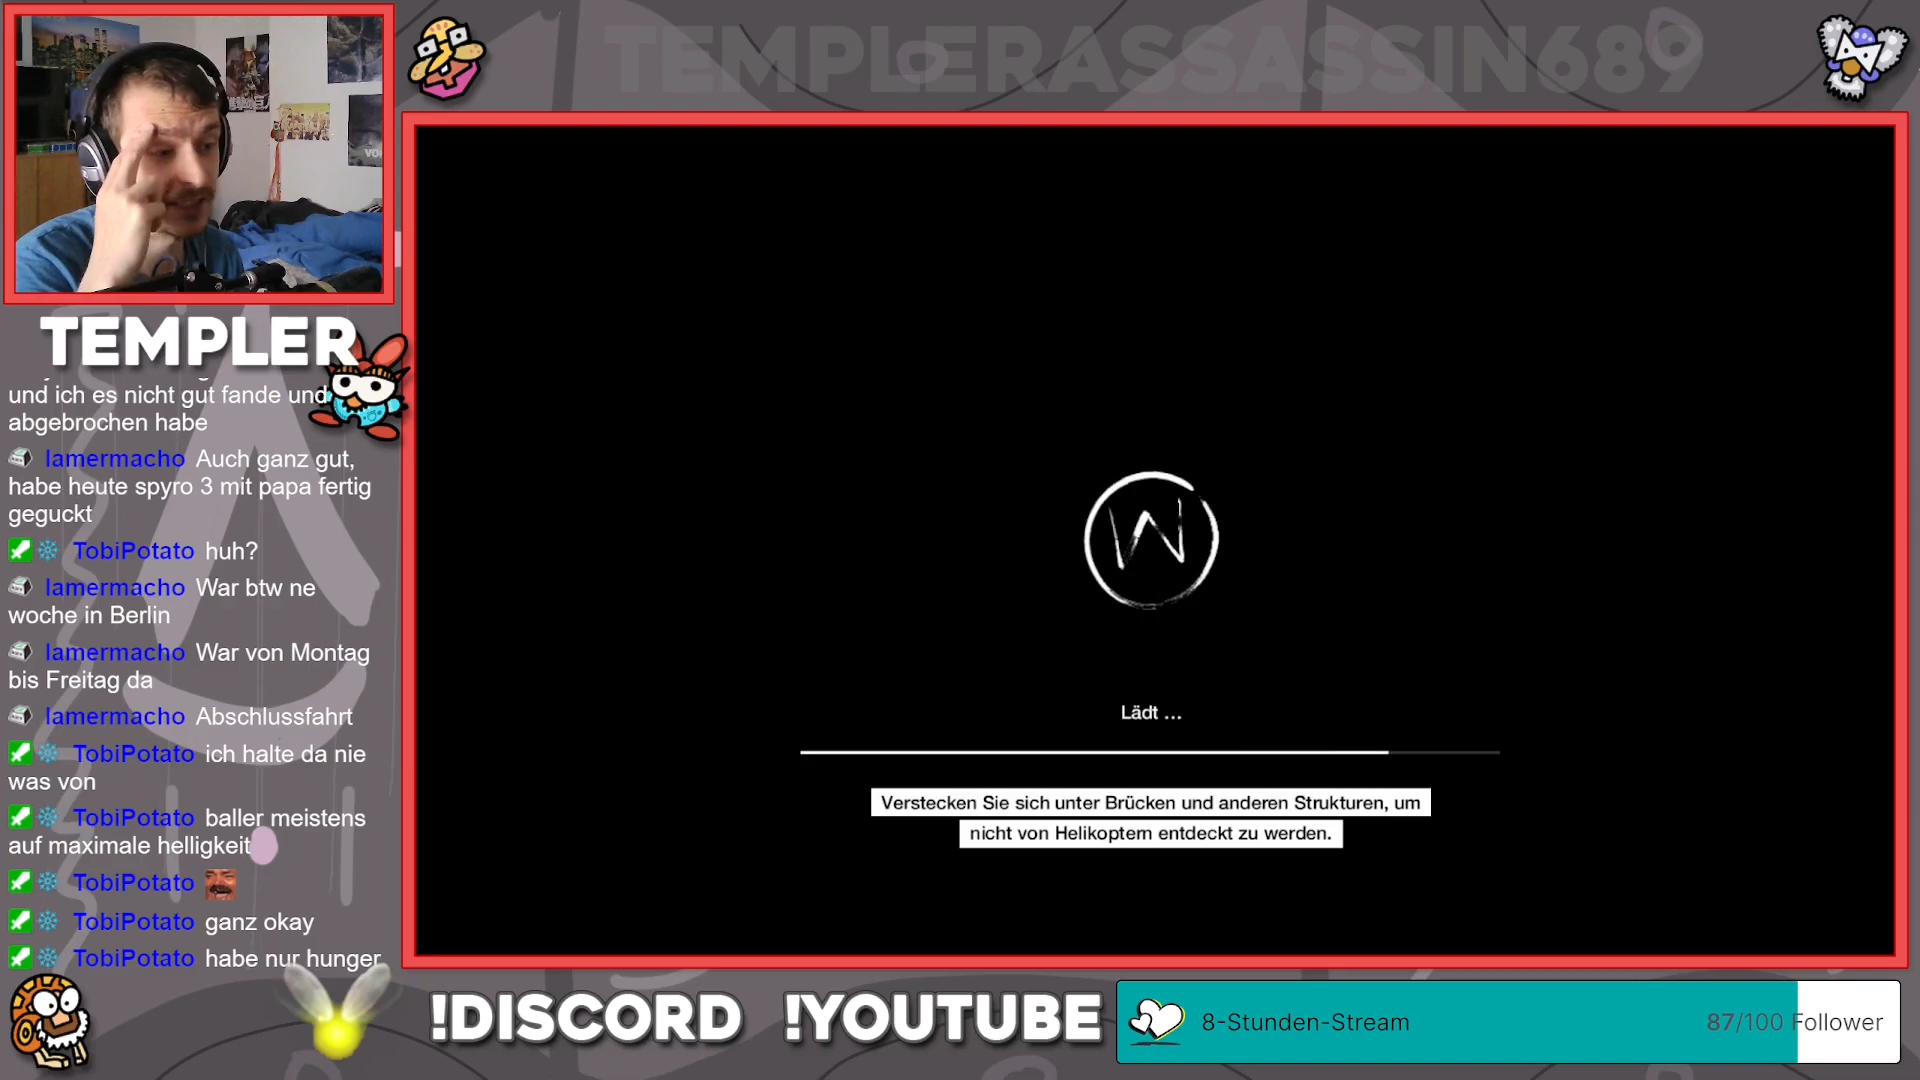 TEMPLERASSASSIN689
TEMPLER
und ich es nicht gut fande und
abgebrochen habe
lamermacho Auch ganz gut,
habe heute spyro 3 mit papa fertig
geguckt
TobiPotato huh?
lamermacho War btw ne
woche in Berlin
lamermacho War von Montag
bis Freitag da
lamermacho Abschlussfahrt
TobiPotato ich halte da nie
was von
TobiPotato baller meistens
auf maximale helligkeit
TobiPotato
TobiPotato ganz okay
TobiPotato habe nur hunger
W
Lädt ...
Verstecken Sie sich unter Brücken und anderen Strukturen, um
nicht von Helikoptern entdeckt zu werden.
!DISCORD !YOUTUBE
8-Stunden-Stream 87/100 Follower